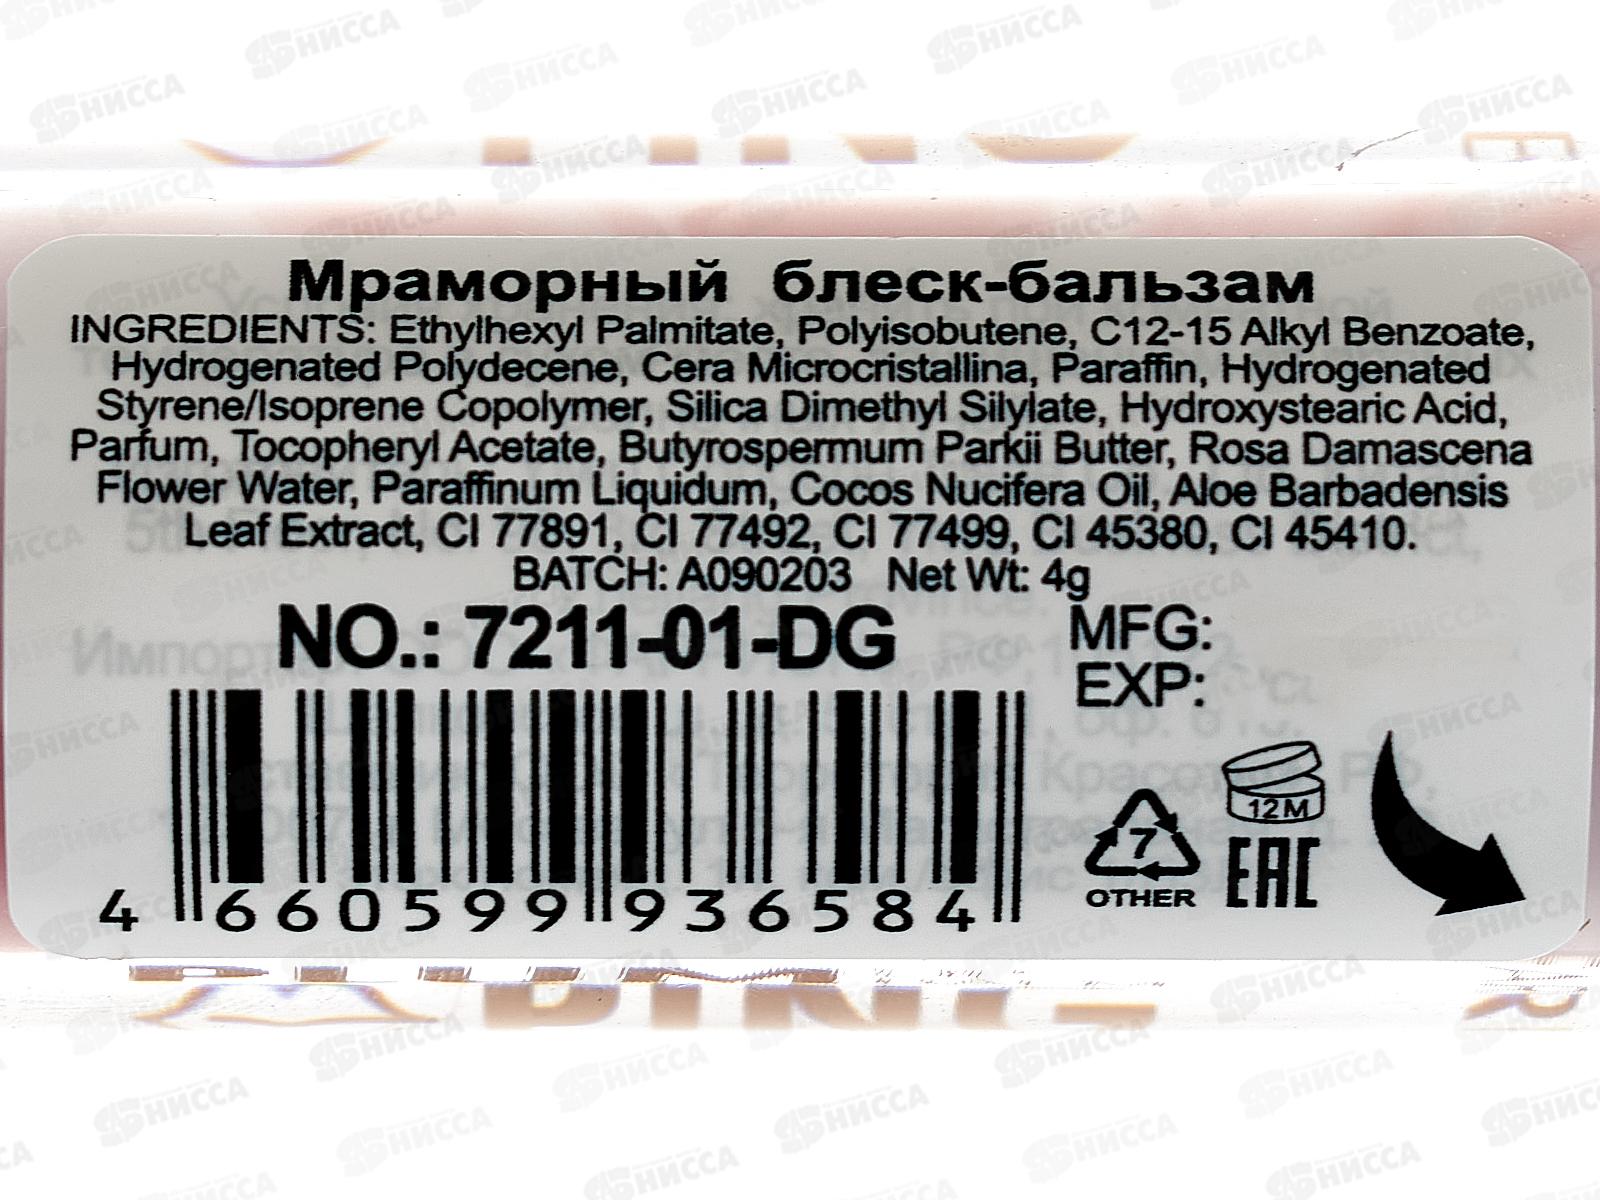 Мраморный блеск-бальзам
INGREDIENTS: Ethylhexyl Palmitate, Polyisobutene, C12-15 Alkyl Benzoate,
Hydrogenated Polydecene, Cera Microcristallina, Paraffin, Hydrogenated
Styrene/Isoprene Copolymer, Silica Dimethyl Silylate, Hydroxystearic Acid,
Parfum, Tocopheryl Acetate, Butyrospermum Parkii Butter, Rosa Damascena
Flower Water, Paraffinum Liquidum, Cocos Nucifera Oil, Aloe Barbadensis
Leaf Extract, CI 77891, CI 77492, CI 77499, CI 45380, CI 45410.
BATCH: A090203 Net Wt: 4g
NO.: 7211-01-DG
MFG:
EXP:
12M
7
OTHER
EAC
4 660599 936584
НИССА